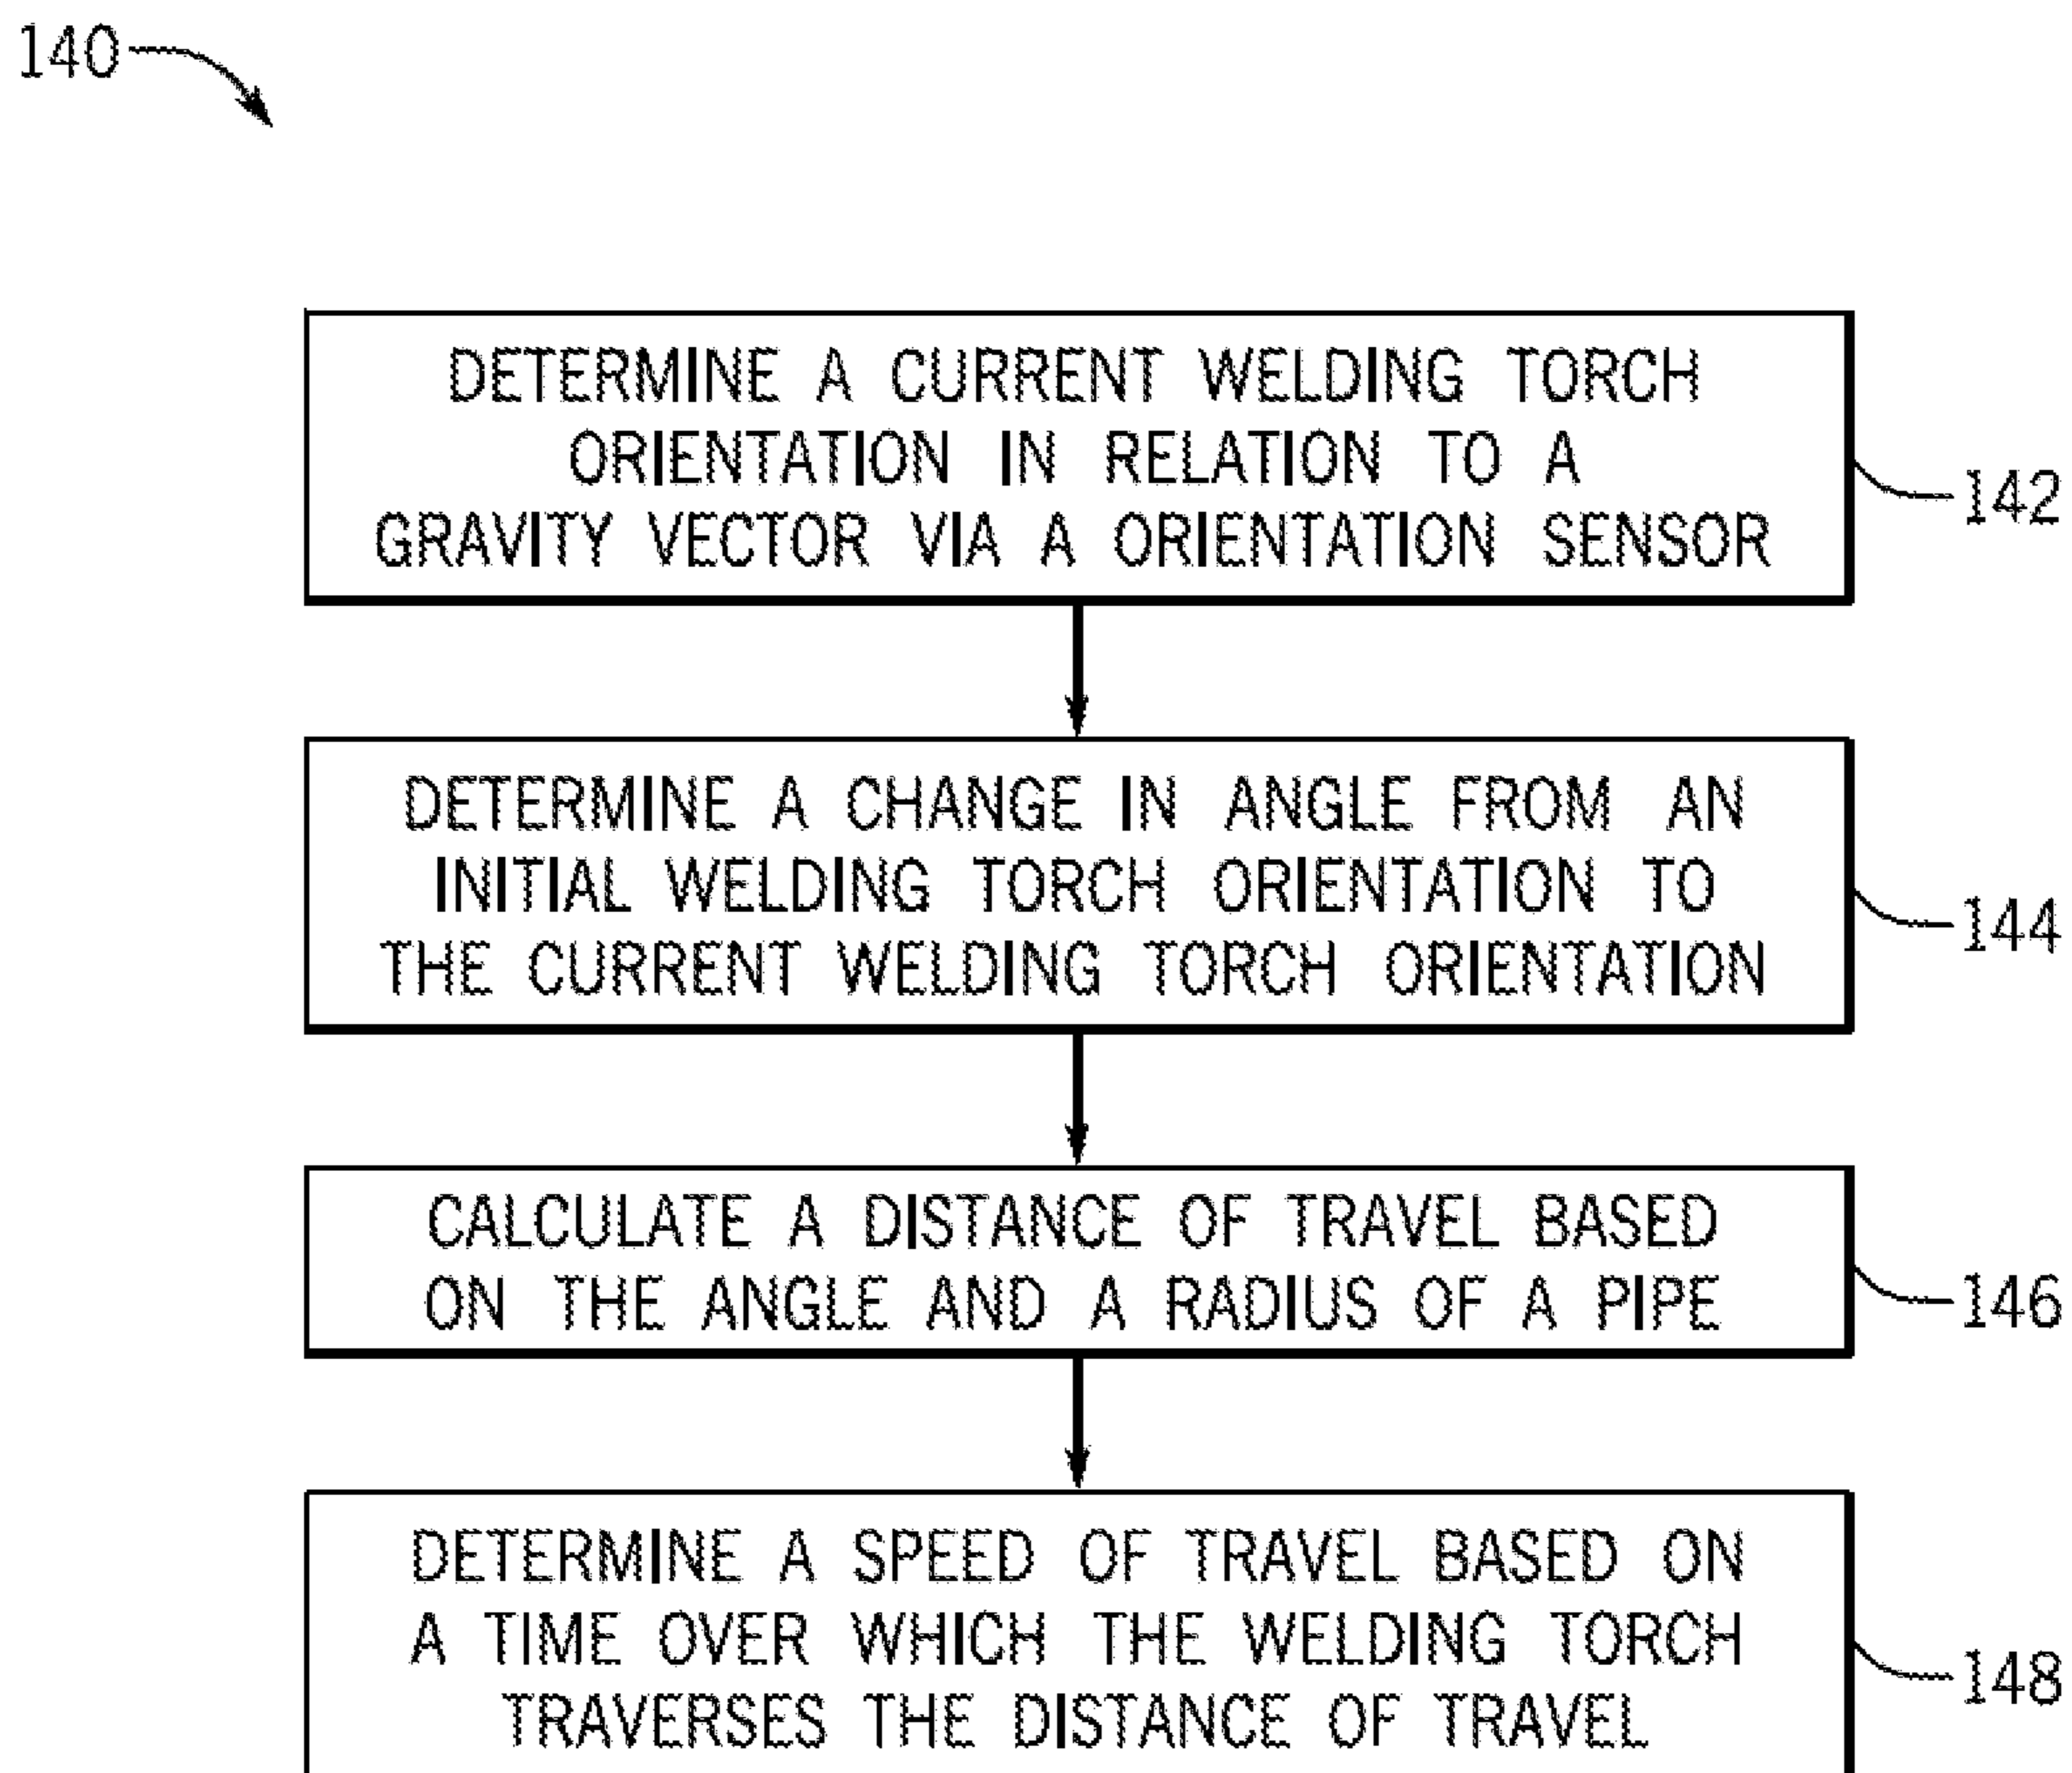 140
DETERMINE A CURRENT WELDING TORCH
ORIENTATION IN RELATION TO A
GRAVITY VECTOR VIA A ORIENTATION SENSOR
142
DETERMINE A CHANGE IN ANGLE FROM AN
INITIAL WELDING TORCH ORIENTATION TO
THE CURRENT WELDING TORCH ORIENTATION
144
CALCULATE A DISTANCE OF TRAVEL BASED
ON THE ANGLE AND A RADIUS OF A PIPE
146
DETERMINE A SPEED OF TRAVEL BASED ON
A TIME OVER WHICH THE WELDING TORCH
TRAVERSES THE DISTANCE OF TRAVEL
148